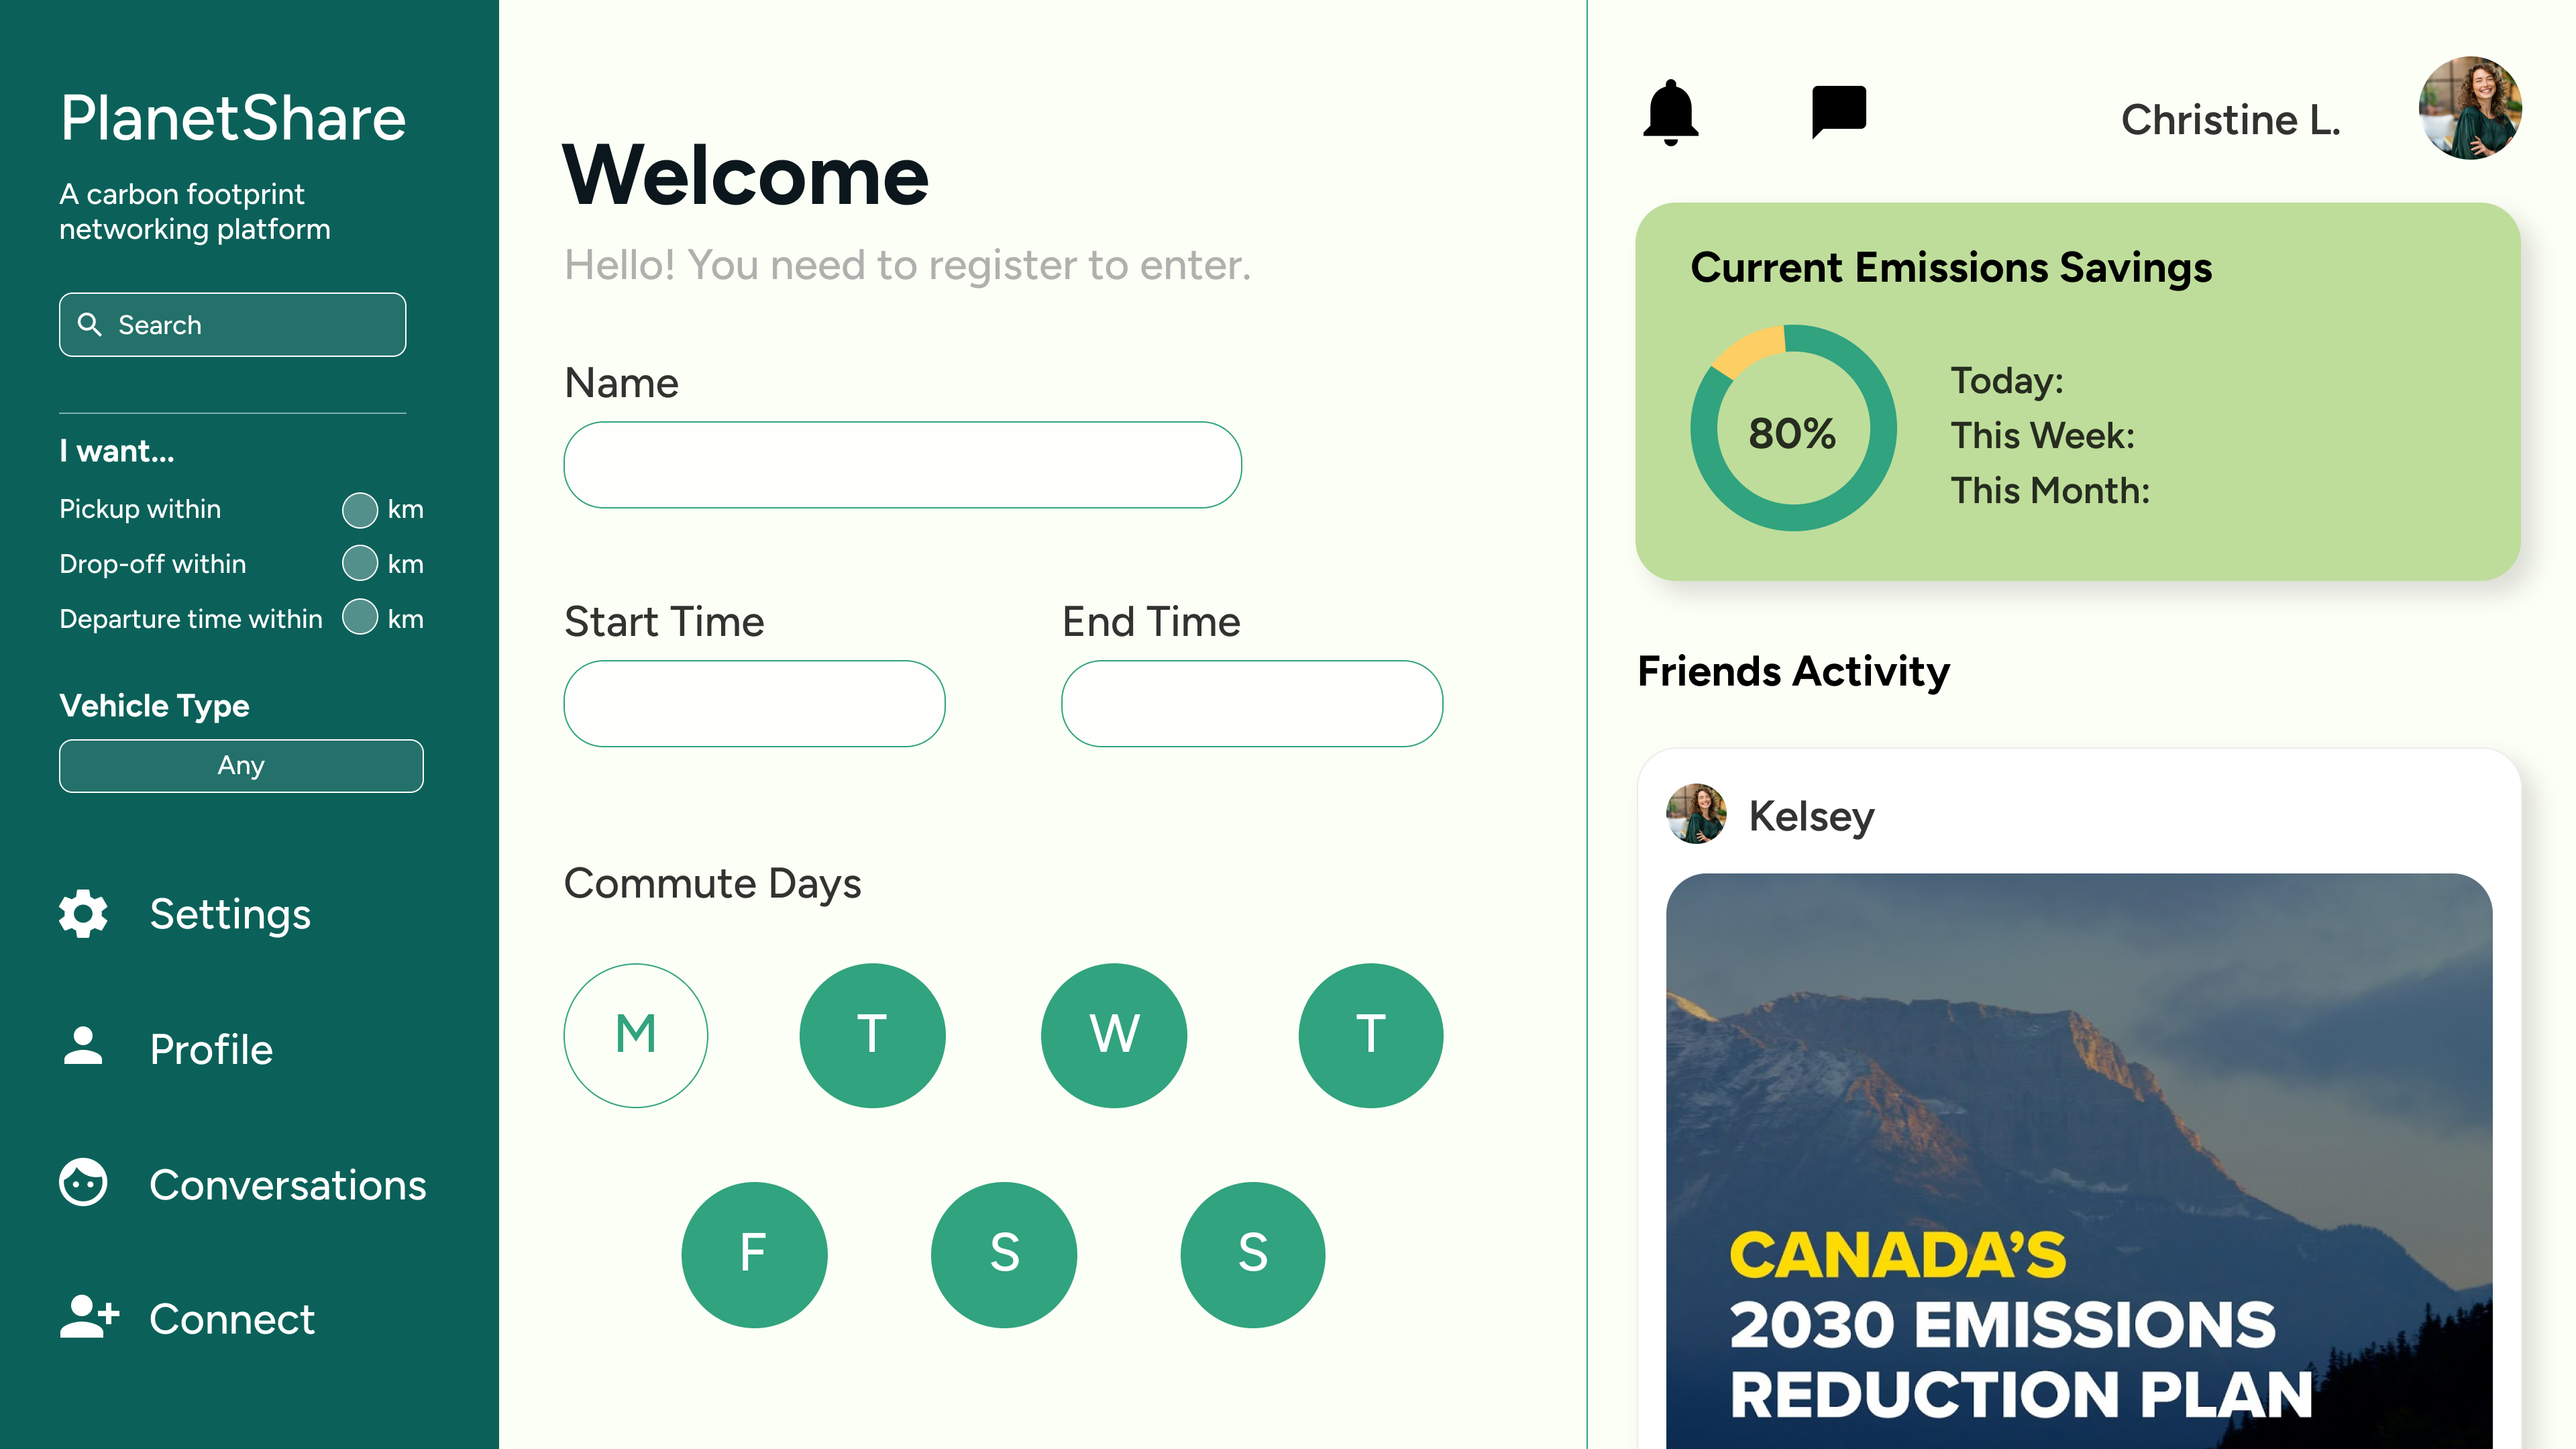 PlanetShare
A carbon footprint
networking platform
Search
I want...
Pickup within km
Drop-off within km
Departure time within km
Vehicle Type
Any
Settings
Profile
Conversations
Connect
Welcome
Hello! You need to register to enter.
Name
Start Time End Time
Commute Days
M T W T
F S S
Christine L.
Current Emissions Savings
80%
Today:
This Week:
This Month:
Friends Activity
Kelsey
CANADA'S
2030 EMISSIONS
REDUCTION PLAN